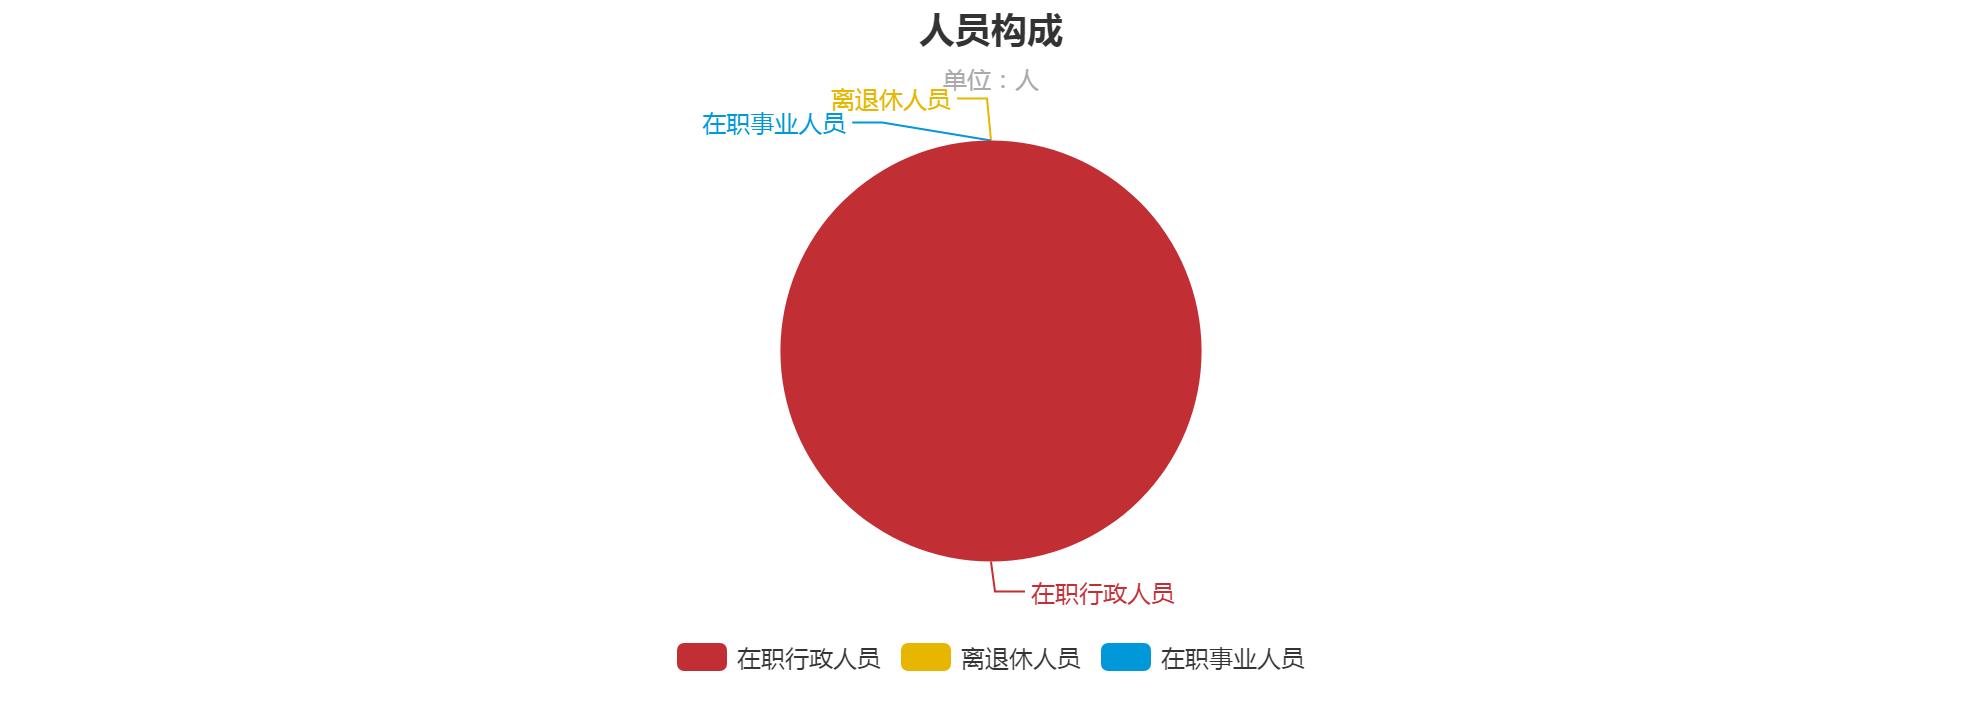 人员构成
单位：人
离退休人员
在职事业人员
在职行政人员
在职行政人员 离退休人员 在职事业人员